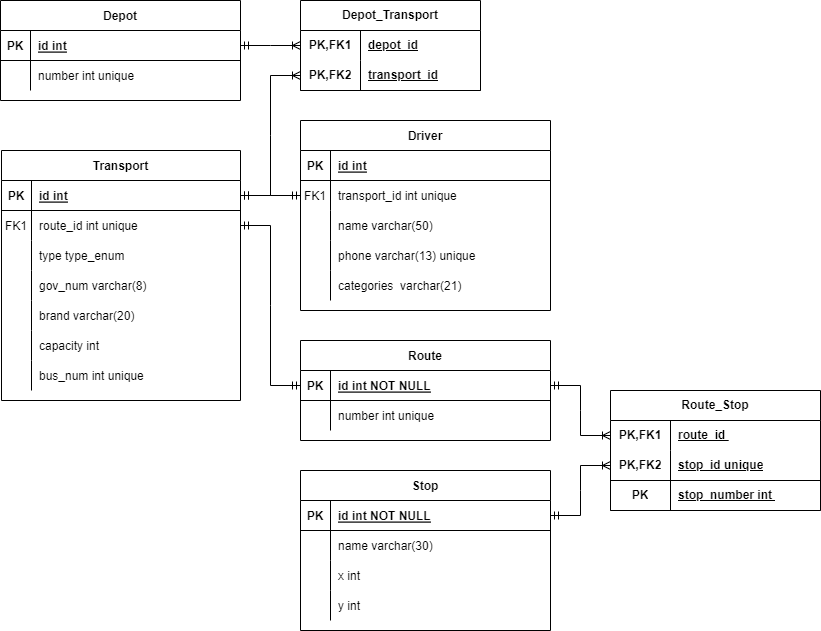 Depot
PK id int
number int unique
Depot_Transport
PK,FK1 depot_id
PK,FK2 transport_id
Transport
PK id int
FK1 route_id int unique
type type_enum
gov_num varchar(8)
brand varchar(20)
capacity int
bus_num int unique
Driver
PK id int
FK1 transport_id int unique
name varchar(50)
phone varchar(13) unique
categories varchar(21)
Route
PK id int NOT NULL
number int unique
Stop
PK id int NOT NULL
name varchar(30)
x int
y int
Route_Stop
PK,FK1 route_id
PK,FK2 stop_id unique
PK stop_number int